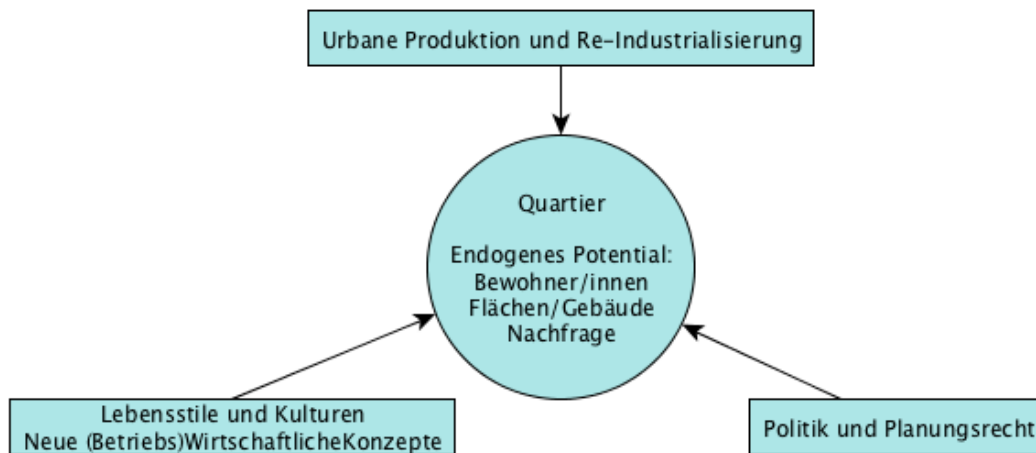 Urbane Produktion und Re-Industrialisierung
Quartier
Endogenes Potential:
Bewohner/innen
Flächen/Gebäude
Nachfrage
Lebensstile und Kulturen
Neue (Betriebs)WirtschaftlicheKonzepte
Politik und Planungsrecht